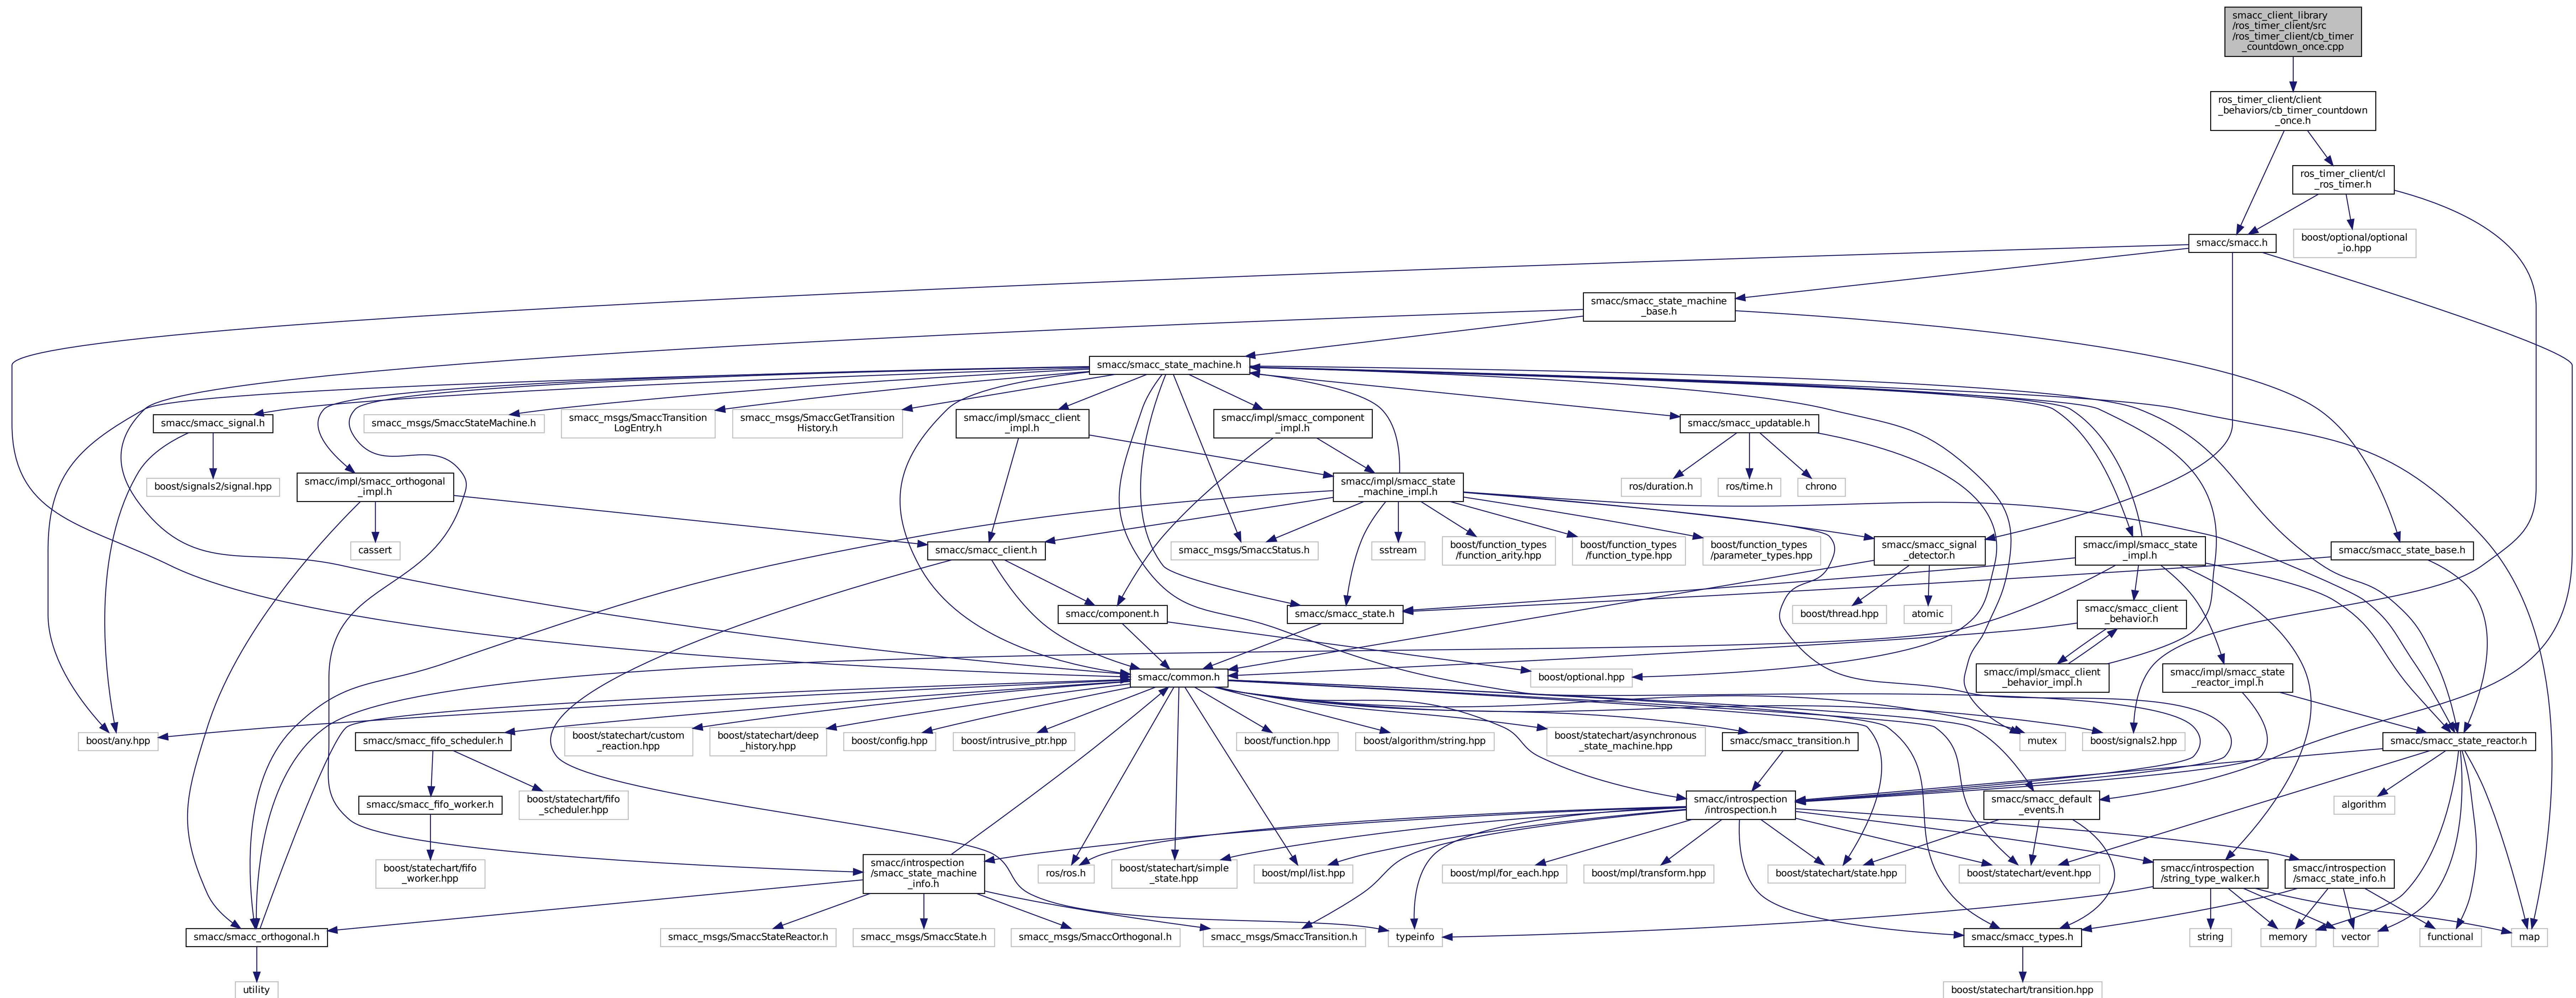 smacc_client_library
/ros_timer_client/src
/ros_timer_client/cb_timer
_countdown_once.cpp
ros_timer_client/client
_behaviors/cb_timer_countdown
_once.h
ros_timer_client/cl
_ros_timer.h
smacc/smacc.h
boost/optional/optional
_io.hpp
smacc/smacc_state_machine
_base.h
smacc/smacc_state_machine.h
smacc/smacc_signal.h
smacc_msgs/SmaccStateMachine.h
smacc_msgs/SmaccTransition
LogEntry.h
smacc_msgs/SmaccGetTransition
History.h
smacc/impl/smacc_client
_impl.h
smacc/impl/smacc_component
_impl.h
smacc/smacc_updatable.h
boost/signals2/signal.hpp
smacc/impl/smacc_orthogonal
_impl.h
smacc/impl/smacc_state
_machine_impl.h
ros/duration.h
ros/time.h
chrono
cassert
smacc/smacc_client.h
smacc_msgs/SmaccStatus.h
sstream
boost/function_types
/function_arity.hpp
boost/function_types
/function_type.hpp
boost/function_types
/parameter_types.hpp
smacc/smacc_signal
_detector.h
smacc/impl/smacc_state
_impl.h
smacc/smacc_state_base.h
smacc/component.h
smacc/smacc_state.h
boost/thread.hpp
atomic
smacc/smacc_client
_behavior.h
smacc/common.h
boost/optional.hpp
smacc/impl/smacc_client
_behavior_impl.h
smacc/impl/smacc_state
_reactor_impl.h
boost/any.hpp
smacc/smacc_fifo_scheduler.h
boost/statechart/custom
_reaction.hpp
boost/statechart/deep
_history.hpp
boost/config.hpp
boost/intrusive_ptr.hpp
boost/function.hpp
boost/algorithm/string.hpp
boost/statechart/asynchronous
_state_machine.hpp
smacc/smacc_transition.h
mutex
boost/signals2.hpp
smacc/smacc_state_reactor.h
smacc/smacc_fifo_worker.h
boost/statechart/fifo
_scheduler.hpp
smacc/introspection
/introspection.h
smacc/smacc_default
_events.h
algorithm
boost/statechart/fifo
_worker.hpp
smacc/introspection
/smacc_state_machine
_info.h
ros/ros.h
boost/statechart/simple
_state.hpp
boost/mpl/list.hpp
boost/mpl/for_each.hpp
boost/mpl/transform.hpp
boost/statechart/state.hpp
boost/statechart/event.hpp
smacc/introspection
/string_type_walker.h
smacc/introspection
/smacc_state_info.h
smacc/smacc_orthogonal.h
smacc_msgs/SmaccStateReactor.h
smacc_msgs/SmaccState.h
smacc_msgs/SmaccOrthogonal.h
smacc_msgs/SmaccTransition.h
typeinfo
smacc/smacc_types.h
string
memory
vector
functional
map
utility
boost/statechart/transition.hpp